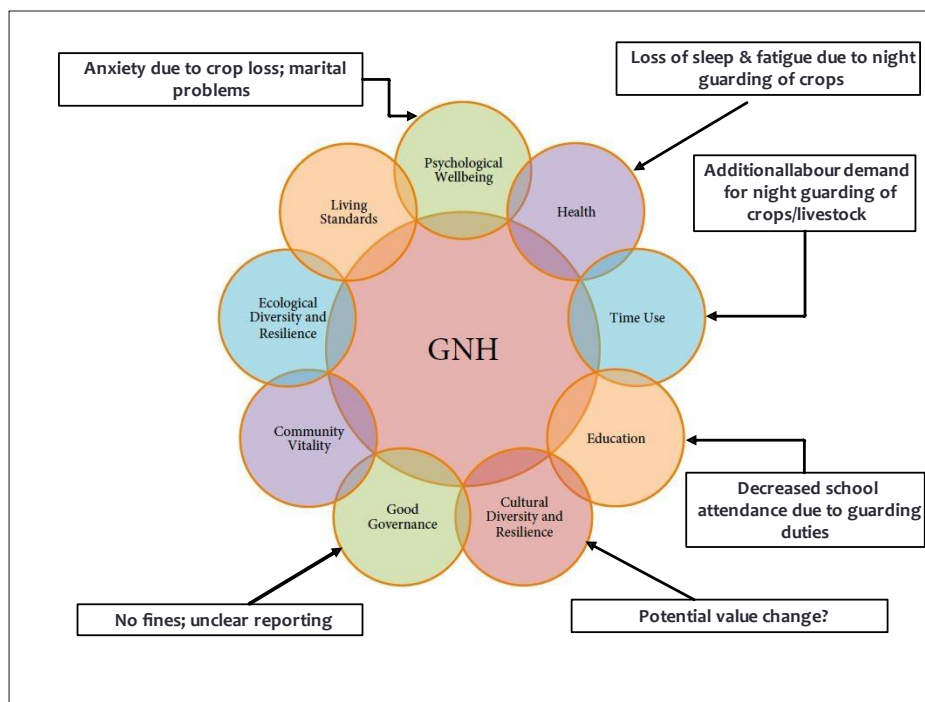 Anxiety due to crop loss; marital
problems
Loss of sleep & fatigue due to night
guarding of crops
Additionallabour demand
for night guarding of
crops/livestock
Psychological
Wellbeing
Living
Standards
Health
Ecological
Diversity and
Resilience
Time Use
GNH
Community
Vitality
Education
Good
Governance
Cultural
Diversity and
Resilience
Decreased school
attendance due to guarding
duties
No fines; unclear reporting
Potential value change?